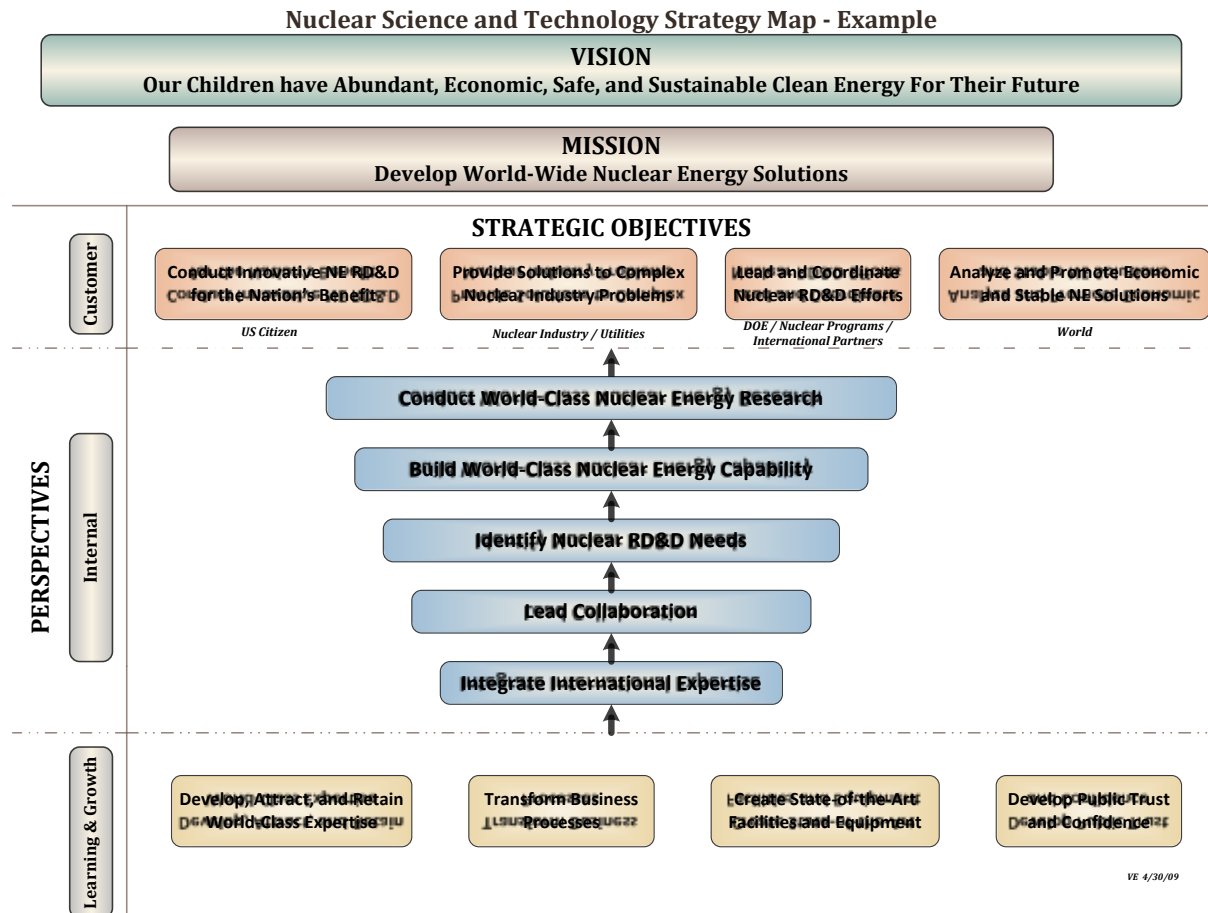 Nuclear Science and Technology Strategy Map - Example
VISION
Our Children have Abundant, Economic, Safe, and Sustainable Clean Energy For Their Future
MISSION
Develop World-Wide Nuclear Energy Solutions
STRATEGIC OBJECTIVES
PERSPECTIVES
Customer
Conduct Innovative NE RD&D
for the Nation's Benefit
US Citizen
Provide Solutions to Complex
Nuclear Industry Problems
Nuclear Industry / Utilities
Lead and Coordinate
Nuclear RD&D Efforts
DOE / Nuclear Programs /
International Partners
Analyze and Promote Economic
and Stable NE Solutions
World
Internal
Conduct World-Class Nuclear Energy Research
Build World-Class Nuclear Energy Capability
Identify Nuclear RD&D Needs
Lead Collaboration
Integrate International Expertise
Learning & Growth
Develop, Attract, and Retain
World-Class Expertise
Transform Business
Processes
Create State-of-the-Art
Facilities and Equipment
Develop Public Trust
and Confidence
VE 4/30/09